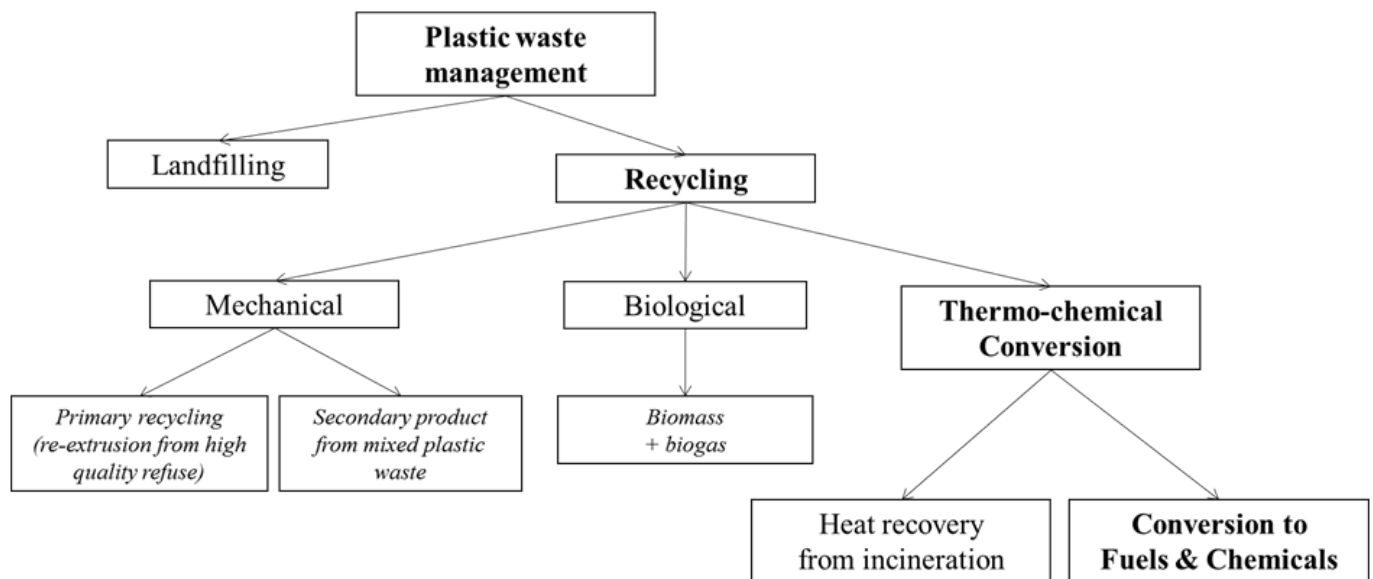 Plastic waste
management
Landfilling
Recycling
Mechanical
Biological
Thermo-chemical
Conversion
Primary recycling
(re-extrusion from high
quality refuse)
Secondary product
from mixed plastic
waste
Biomass
+ biogas
Heat recovery
from incineration
Conversion to
Fuels & Chemicals